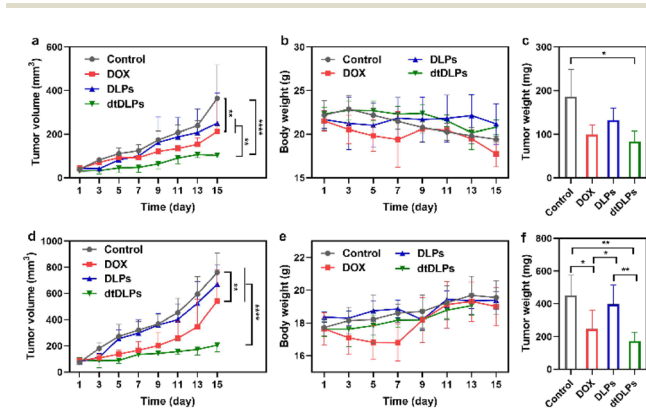 a
Tumor volume (mm³)
600
400
200
0
Control
DOX
DLPs
dtDLPs
**
**
****
1 3 5 7 9 11 13 15
Time (day)
b
Body weight (g)
25
20
15
10
Control
DOX
DLPs
dtDLPs
1 3 5 7 9 11 13 15
Time (day)
c
Tumor weight (mg)
300
200
100
0
*
Control
DOX
DLPs
dtDLPs
d
Tumor volume (mm³)
1000
800
600
400
200
0
Control
DOX
DLPs
dtDLPs
**
****
1 3 5 7 9 11 13 15
Time (day)
e
Body weight (g)
22
20
18
16
14
12
10
Control
DOX
DLPs
dtDLPs
1 3 5 7 9 11 13 15
Time (day)
f
Tumor weight (mg)
800
600
400
200
0
**
*
*
**
Control
DOX
DLPs
dtDLPs